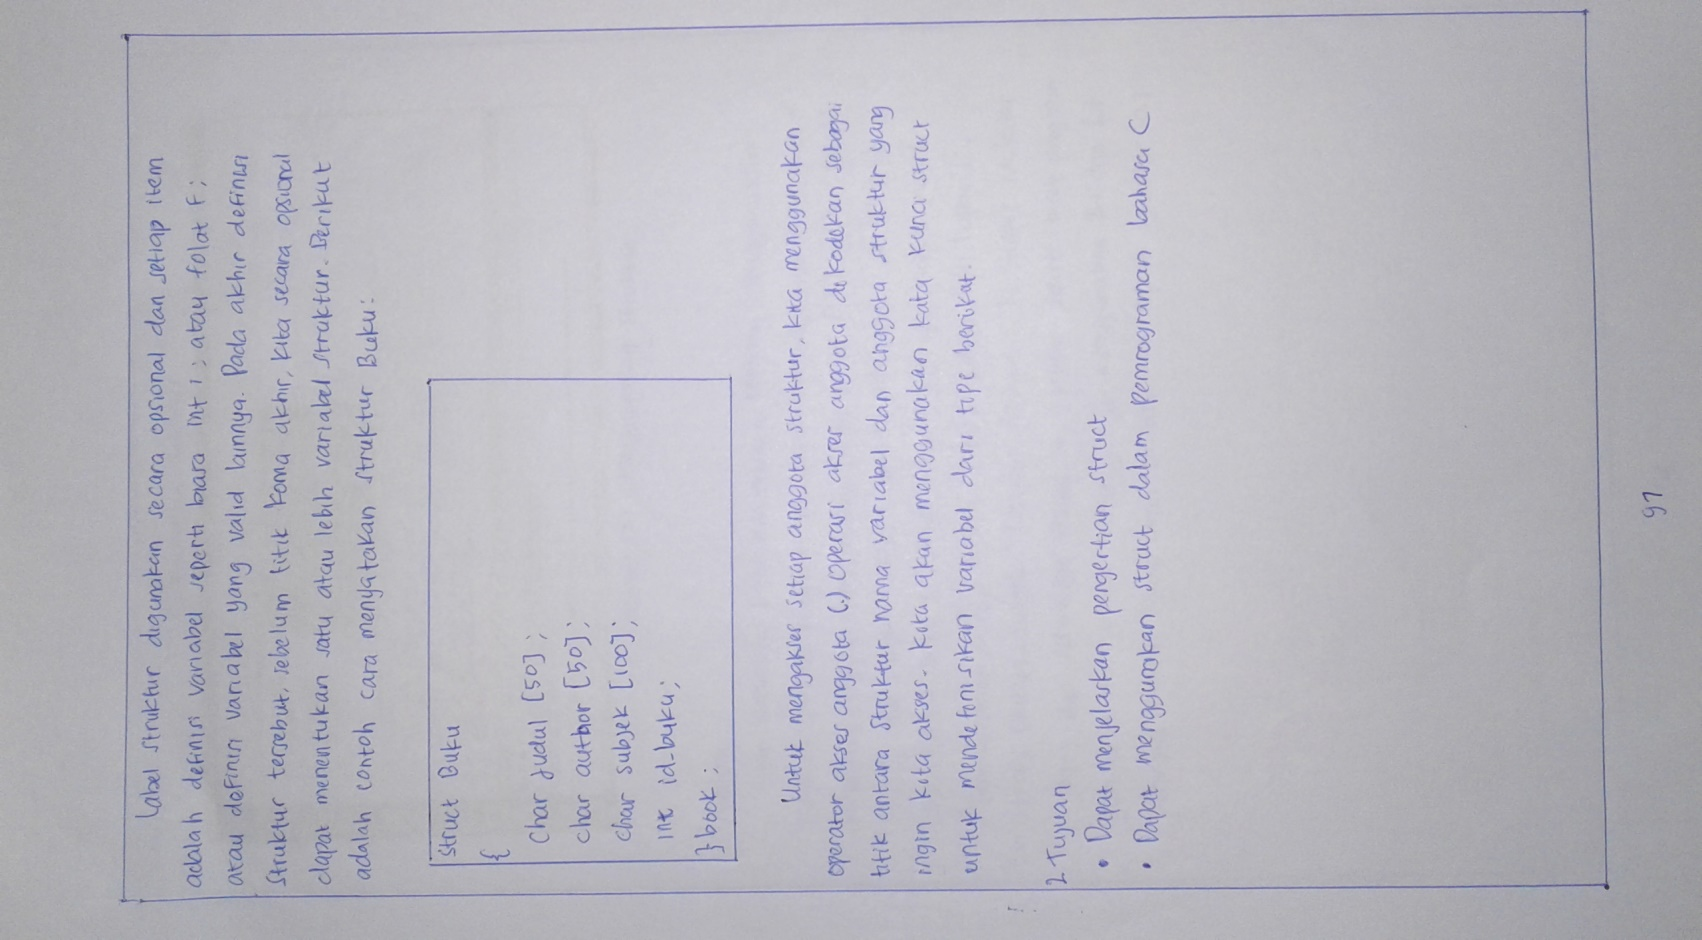 Label struktur digunakan secara opsional dan setiap item
adalah definisi variabel seperti biasa int i; atau folat F;
atau definisi variabel yang valid lainnya. Pada akhir definisi
struktur tersebut, sebelum titik koma akhir, kita secara opsional
dapat menentukan satu atau lebih variabel struktur. Berikut
adalah contoh cara menyatakan struktur Buku:
Struct Buku
{
Char Judul [50];
char author [50];
char subjek [100];
int id-buku;
}book;
Untuk mengakses setiap anggota struktur, kita menggunakan
operator akses anggota (.) operasi akses anggota dekodekan sebagai
titik antara struktur nama variabel dan anggota struktur yang
ingin kita akses. Kita akan menggunakan kata kunci struct
untuk mendefonisikan variabel dari tipe berikat.
2. Tujuan
• Dapat menjelaskan pengertian struct
• Dapat menggunakan struct dalam pemrograman bahasa C
97